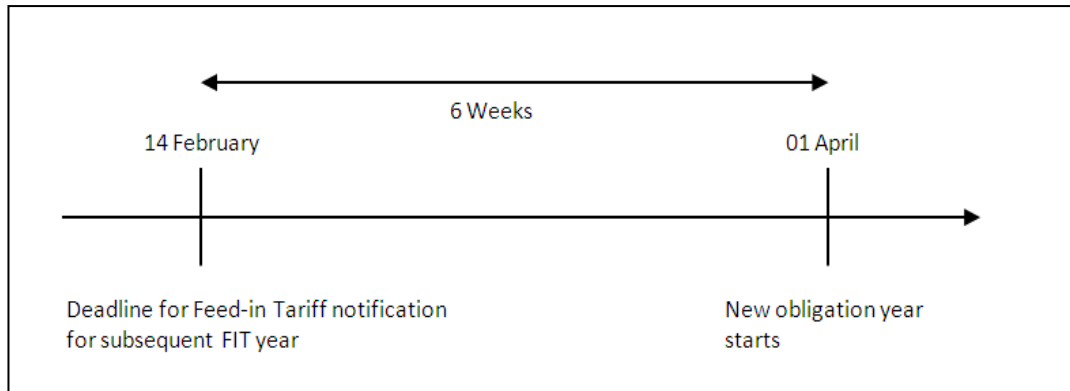 6 Weeks
14 February
01 April
Deadline for Feed-in Tariff notification
for subsequent FIT year
New obligation year
starts